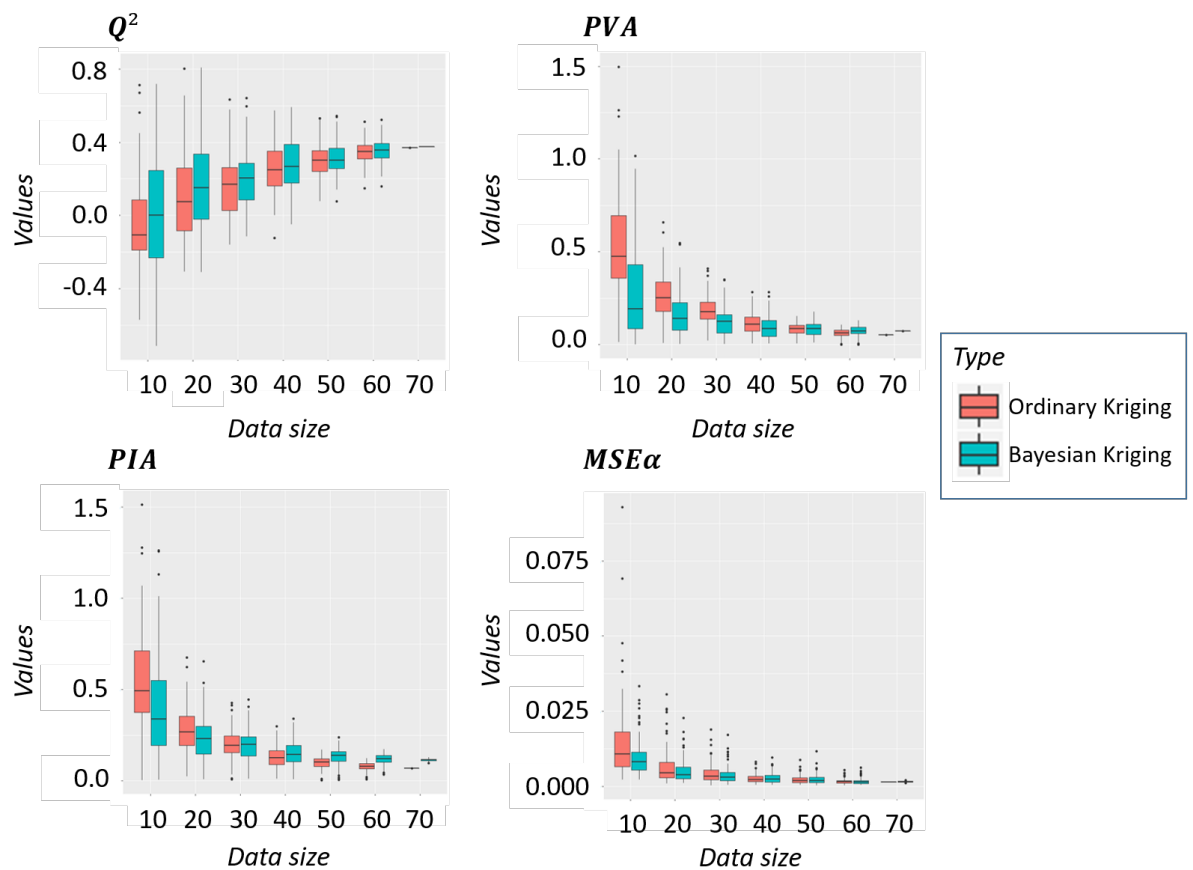 Q²
0.8
0.4
0.0
-0.4
Values
10 20 30 40 50 60 70
Data size
PVA
1.5
1.0
0.5
0.0
Values
10 20 30 40 50 60 70
Data size
PIA
1.5
1.0
0.5
0.0
Values
10 20 30 40 50 60 70
Data size
MSEα
0.075
0.050
0.025
0.000
Values
10 20 30 40 50 60 70
Data size
Type
Ordinary Kriging
Bayesian Kriging